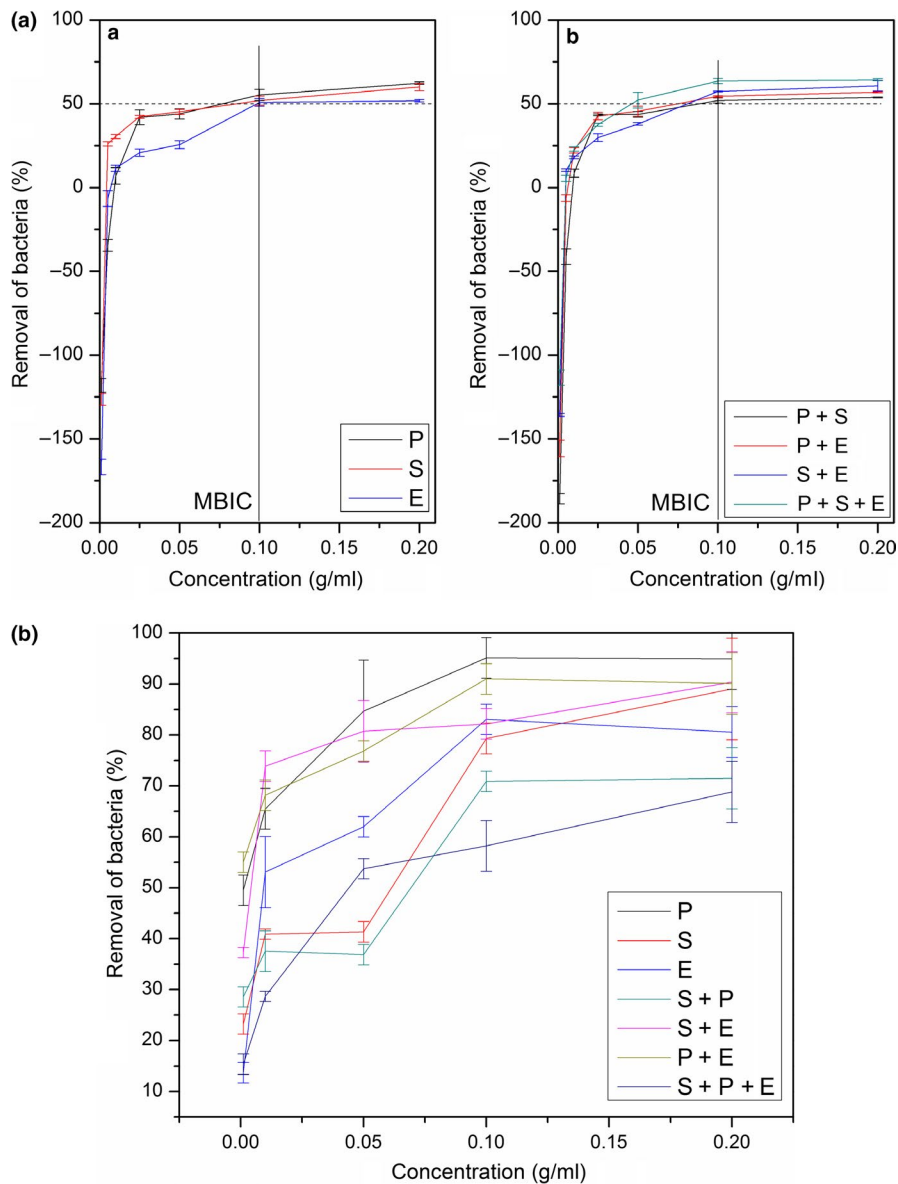 (a)
a
100
50
0
–50
–100
–150
–200
Removal of bacteria (%)
MBIC
P
S
E
0.00 0.05 0.10 0.15 0.20
Concentration (g/ml)
b
100
50
0
–50
–100
–150
–200
Removal of bacteria (%)
MBIC
P + S
P + E
S + E
P + S + E
0.00 0.05 0.10 0.15 0.20
Concentration (g/ml)
(b)
100
90
80
70
60
50
40
30
20
10
Removal of bacteria (%)
P
S
E
S + P
S + E
P + E
S + P + E
0.00 0.05 0.10 0.15 0.20
Concentration (g/ml)